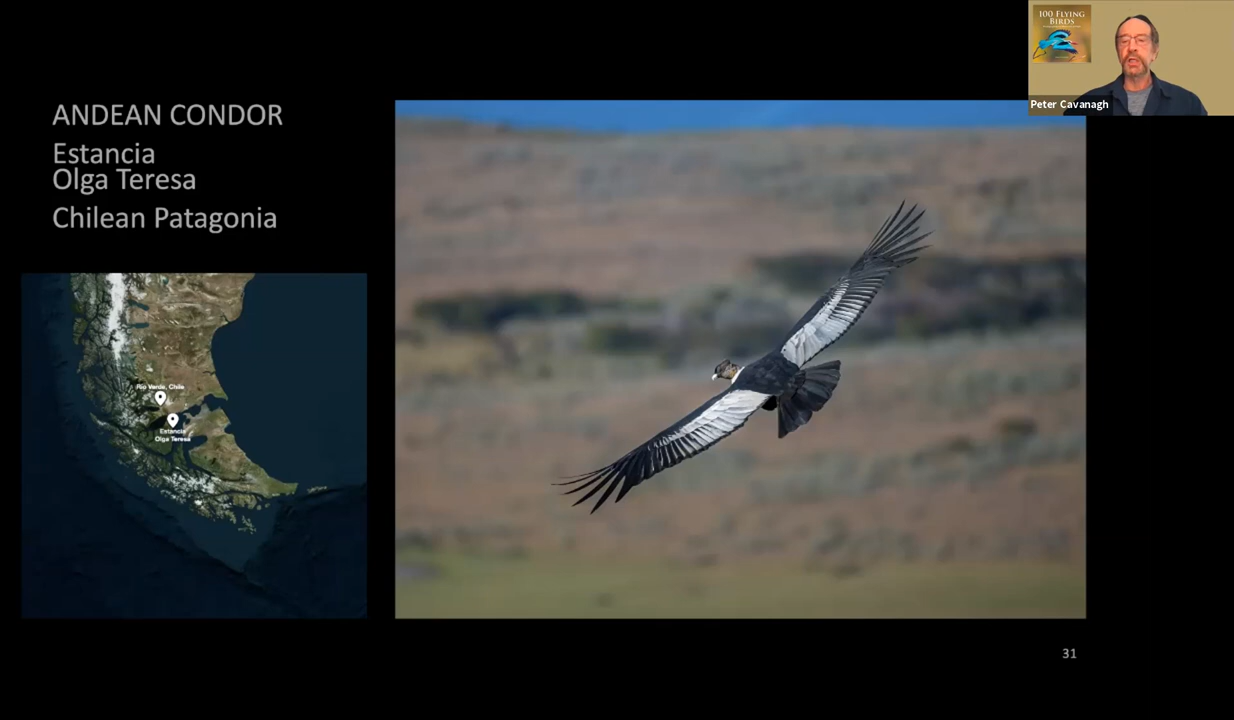 ANDEAN CONDOR
Estancia
Olga Teresa
Chilean Patagonia
Rio Verde, Chile
Estancia
Olga Teresa
100 FLYING
BIRDS
Peter Cavanagh
31